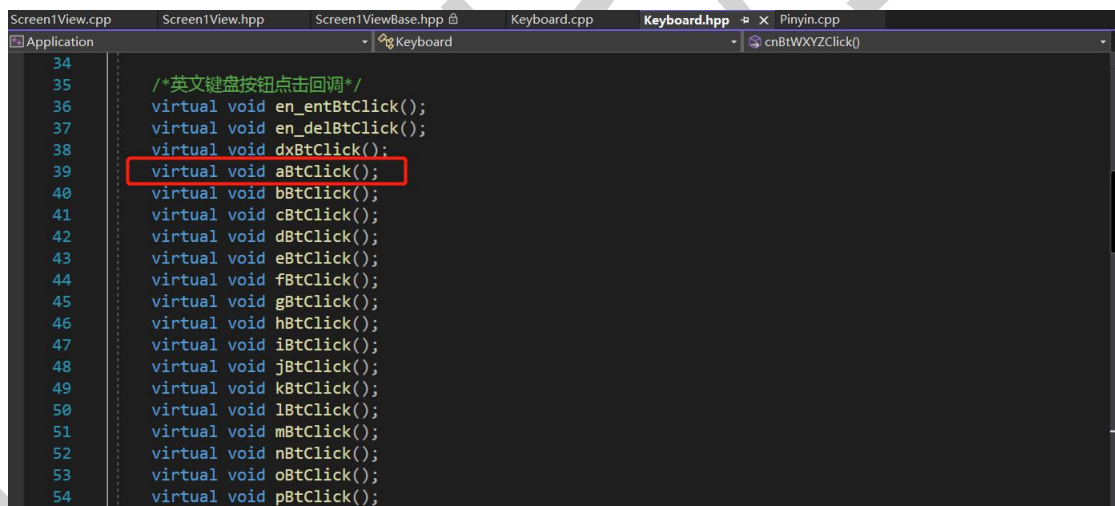 Screen1View.cpp Screen1View.hpp Screen1ViewBase.hpp Keyboard.cpp Keyboard.hpp Pinyin.cpp
Application Keyboard cnBtWXYZClick()
34
35 /*英文键盘按钮点击回调*/
36 virtual void en_entBtClick();
37 virtual void en_delBtClick();
38 virtual void dxBtClick();
39 virtual void aBtClick();
40 virtual void bBtClick();
41 virtual void cBtClick();
42 virtual void dBtClick();
43 virtual void eBtClick();
44 virtual void fBtClick();
45 virtual void gBtClick();
46 virtual void hBtClick();
47 virtual void iBtClick();
48 virtual void jBtClick();
49 virtual void kBtClick();
50 virtual void lBtClick();
51 virtual void mBtClick();
52 virtual void nBtClick();
53 virtual void oBtClick();
54 virtual void pBtClick();